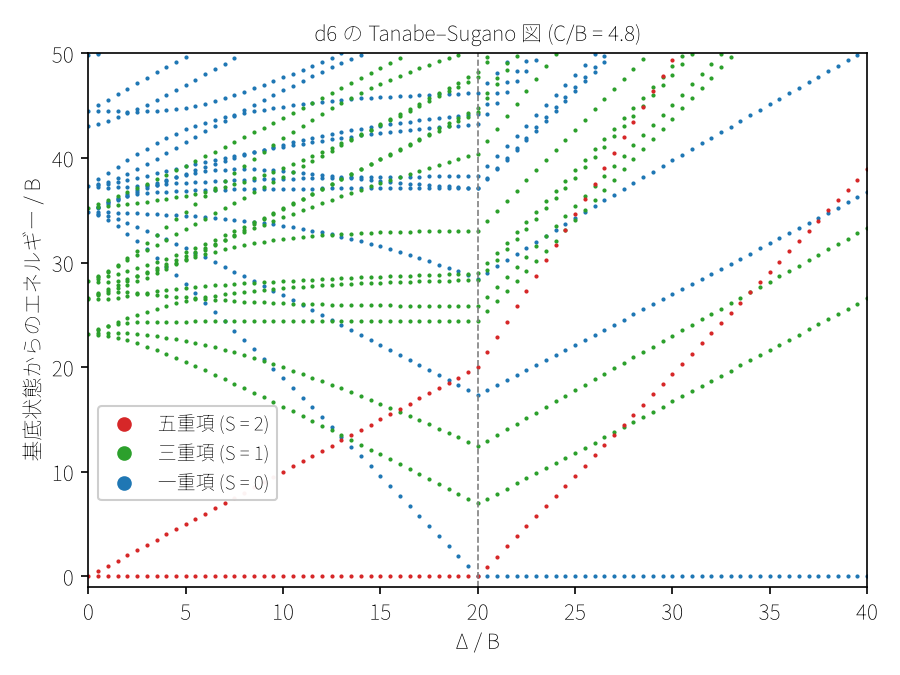 d6 の Tanabe–Sugano 図 (C/B = 4.8)
基底状態からのエネルギー / B
50
40
30
20
10
0
五重項 (S = 2)
三重項 (S = 1)
一重項 (S = 0)
0 5 10 15 20 25 30 35 40
Δ / B